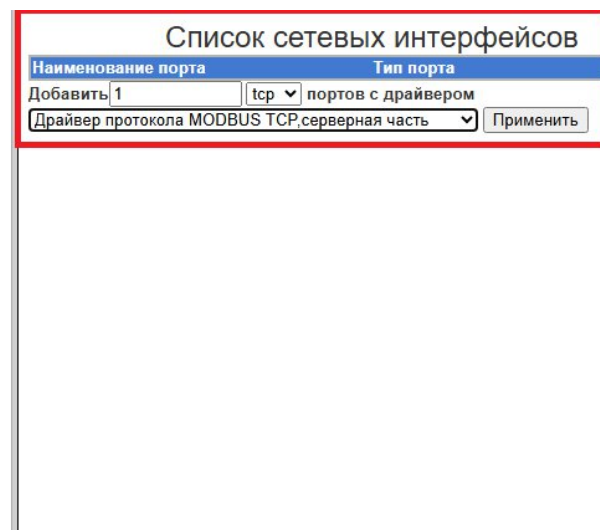 Список сетевых интерфейсов
Наименование порта Тип порта
Добавить 1 tcp портов с драйвером
Драйвер протокола MODBUS TCP,серверная часть Применить